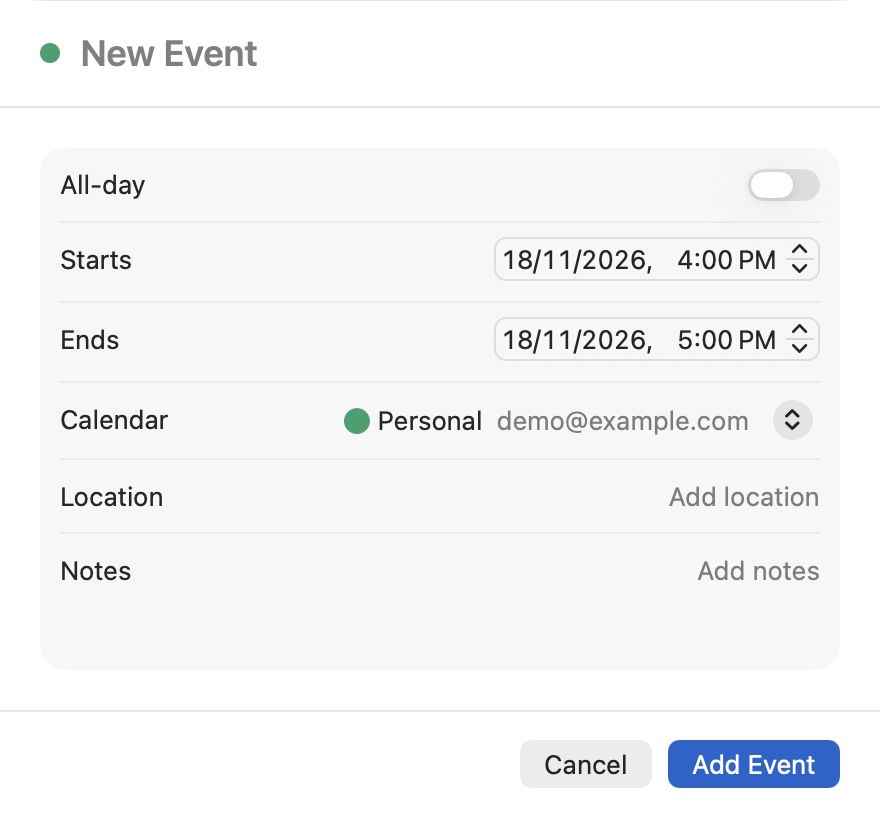 New Event
All-day
Starts 18/11/2026, 4:00 PM
Ends 18/11/2026, 5:00 PM
Calendar Personal demo@example.com
Location Add location
Notes Add notes
Cancel Add Event